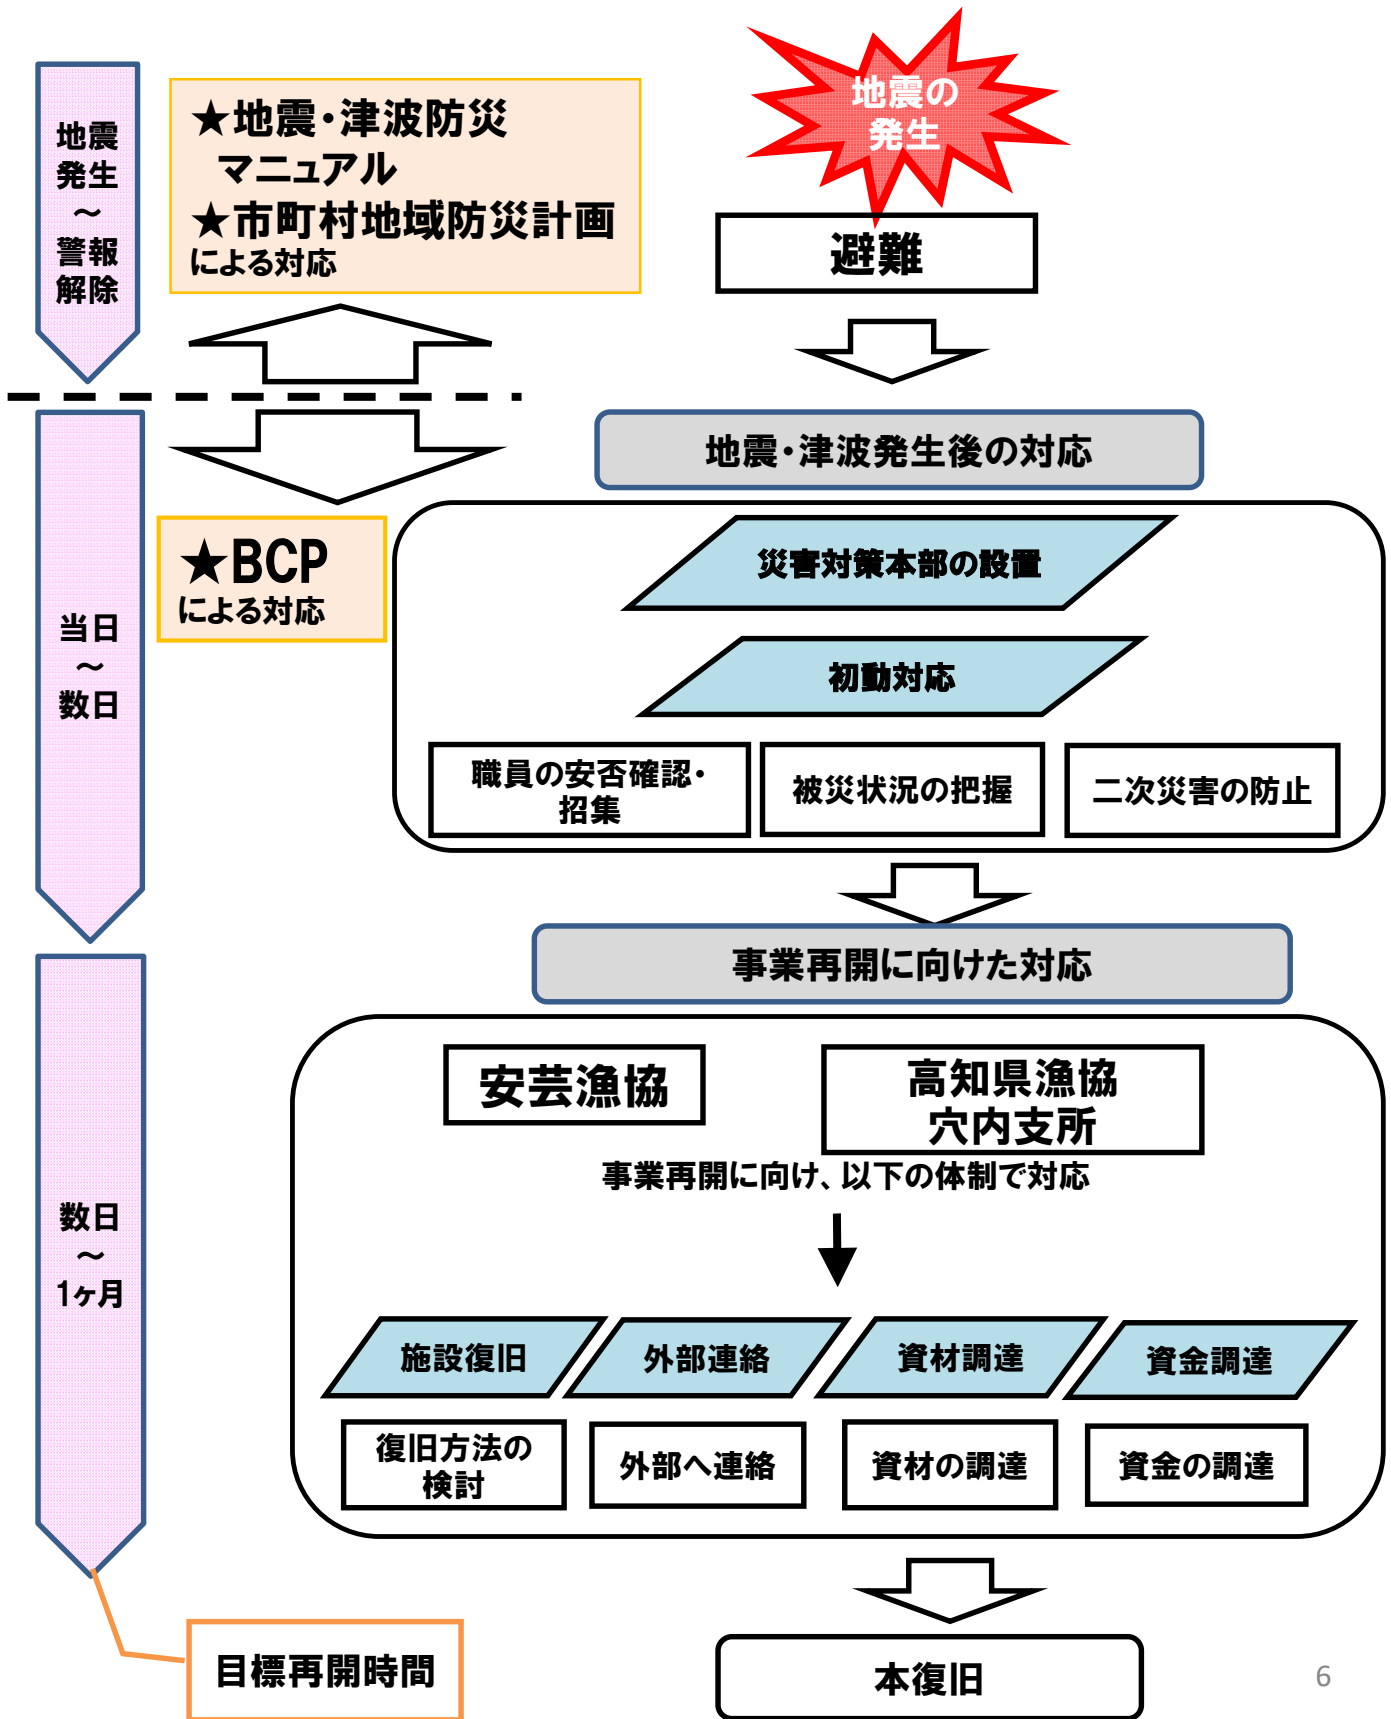 地震の
発生
地震
発生
～
警報
解除
★地震・津波防災
マニュアル
★市町村地域防災計画
による対応
避難
地震・津波発生後の対応
当日
～
数日
★BCP
による対応
災害対策本部の設置
初動対応
職員の安否確認・
招集
被災状況の把握
二次災害の防止
事業再開に向けた対応
数日
～
1ヶ月
安芸漁協
高知県漁協
穴内支所
事業再開に向け、以下の体制で対応
施設復旧
外部連絡
資材調達
資金調達
復旧方法の
検討
外部へ連絡
資材の調達
資金の調達
目標再開時間
本復旧
6